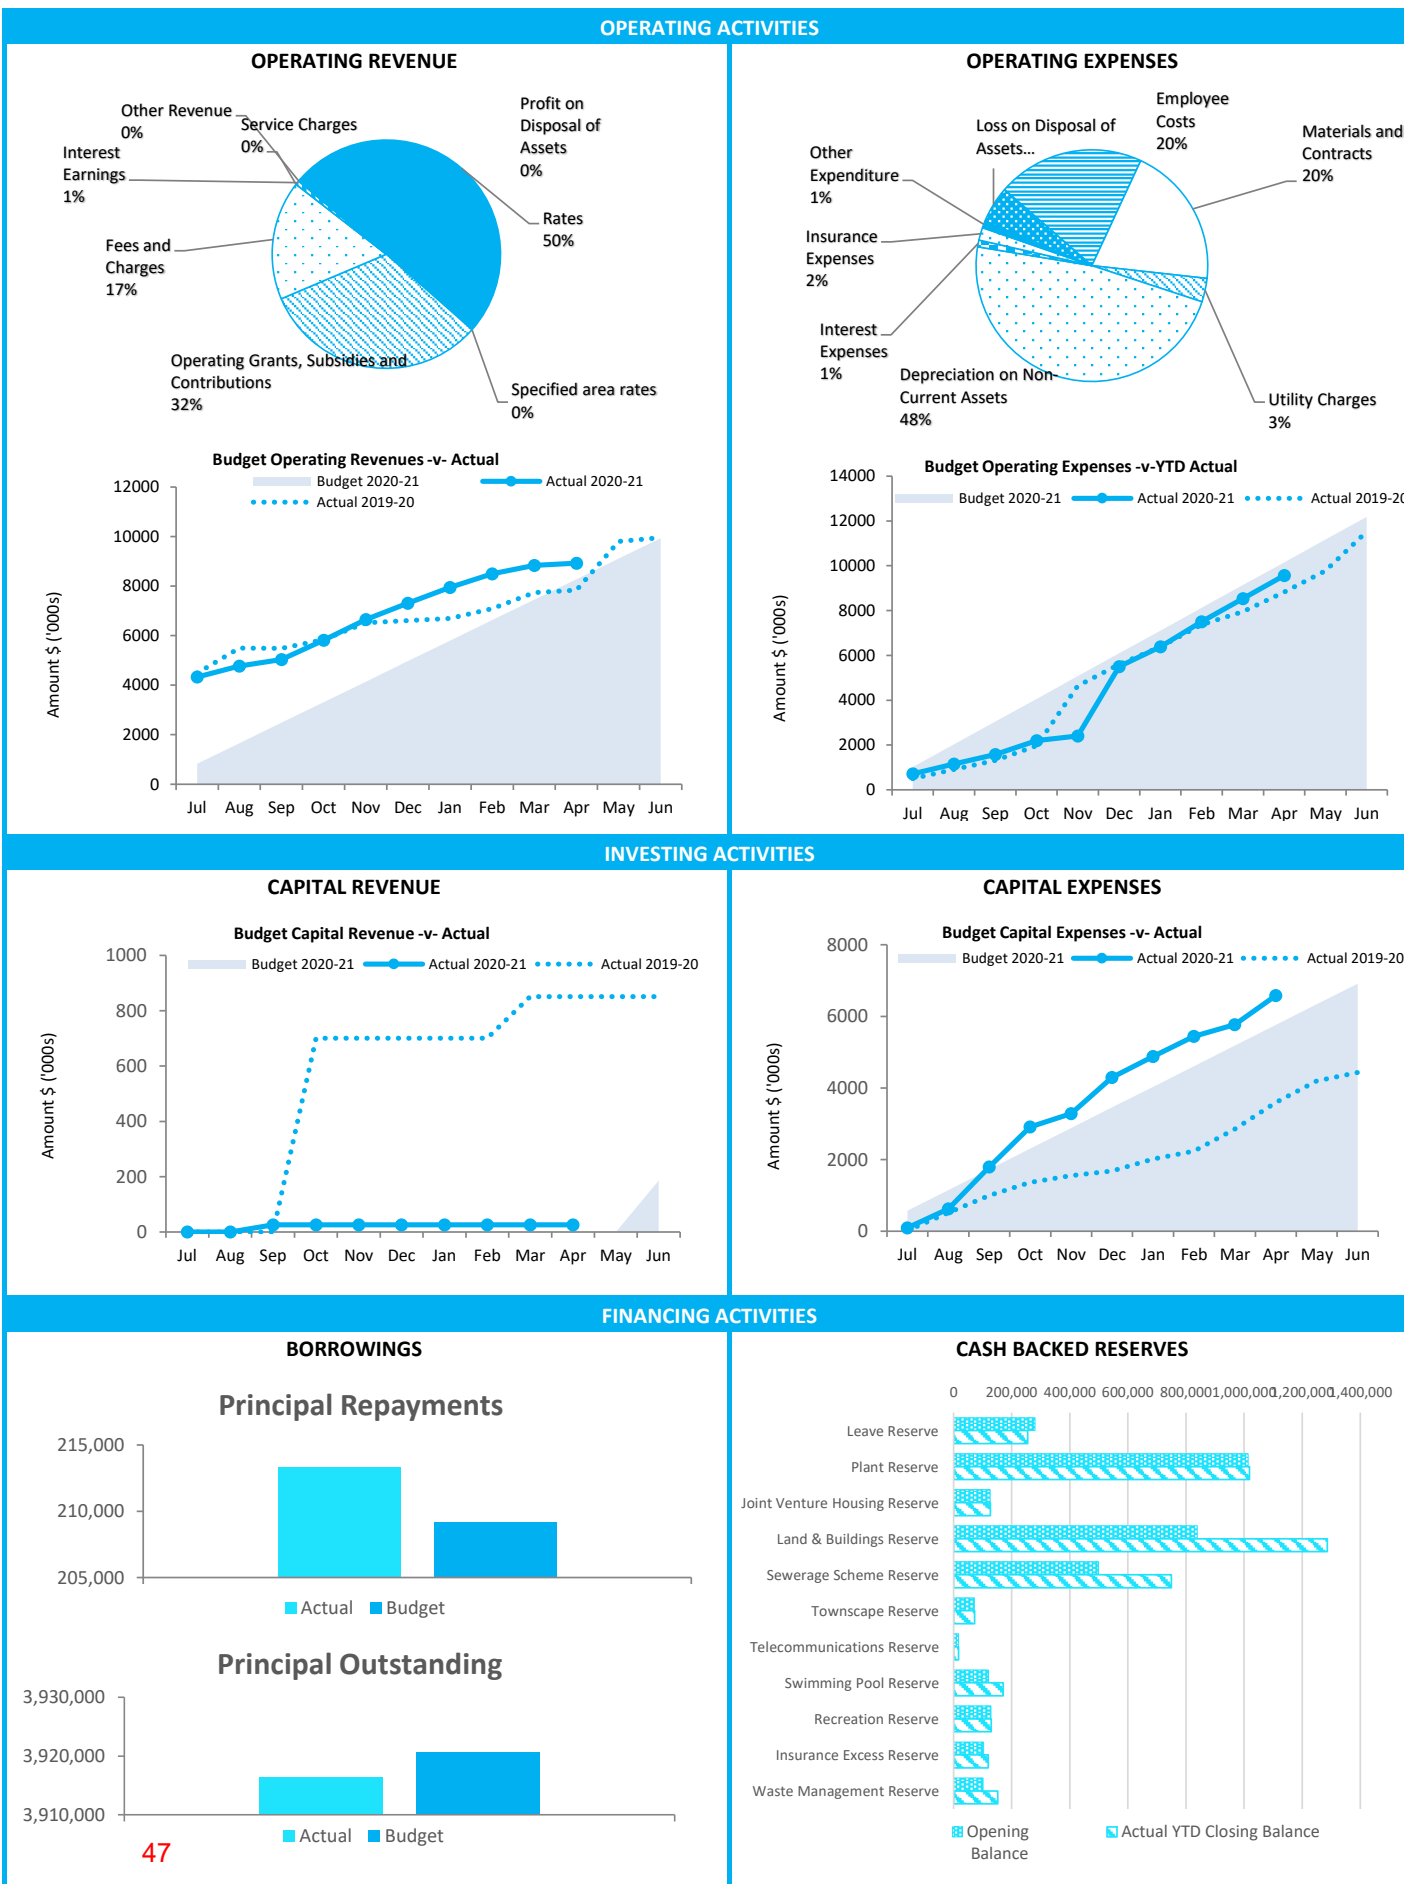 OPERATING ACTIVITIES
OPERATING REVENUE
Other Revenue
0%
Service Charges
0%
Profit on
Disposal of
Assets
0%
Interest
Earnings
1%
Rates
50%
Fees and
Charges
17%
Operating Grants, Subsidies and
Contributions
32%
Specified area rates
0%
OPERATING EXPENSES
Employee
Costs
20%
Loss on Disposal of
Assets...
Materials and
Contracts
20%
Other
Expenditure
1%
Insurance
Expenses
2%
Interest
Expenses
1%
Depreciation on Non-
Current Assets
48%
Utility Charges
3%
Budget Operating Revenues -v- Actual
Budget 2020-21 Actual 2020-21
Actual 2019-20
12000
10000
8000
6000
4000
2000
0
Amount $ ('000s)
Jul Aug Sep Oct Nov Dec Jan Feb Mar Apr May Jun
Budget Operating Expenses -v-YTD Actual
Budget 2020-21 Actual 2020-21 Actual 2019-20
14000
12000
10000
8000
6000
4000
2000
0
Amount $ ('000s)
Jul Aug Sep Oct Nov Dec Jan Feb Mar Apr May Jun
INVESTING ACTIVITIES
CAPITAL REVENUE
Budget Capital Revenue -v- Actual
Budget 2020-21 Actual 2020-21 Actual 2019-20
1000
800
600
400
200
0
Amount $ ('000s)
Jul Aug Sep Oct Nov Dec Jan Feb Mar Apr May Jun
CAPITAL EXPENSES
Budget Capital Expenses -v- Actual
Budget 2020-21 Actual 2020-21 Actual 2019-20
8000
6000
4000
2000
0
Amount $ ('000s)
Jul Aug Sep Oct Nov Dec Jan Feb Mar Apr May Jun
FINANCING ACTIVITIES
BORROWINGS
Principal Repayments
215,000
210,000
205,000
Actual Budget
Principal Outstanding
3,930,000
3,920,000
3,910,000
Actual Budget
47
CASH BACKED RESERVES
0 200,000 400,000 600,000 800,000 1,000,000 1,200,000 1,400,000
Leave Reserve
Plant Reserve
Joint Venture Housing Reserve
Land & Buildings Reserve
Sewerage Scheme Reserve
Townscape Reserve
Telecommunications Reserve
Swimming Pool Reserve
Recreation Reserve
Insurance Excess Reserve
Waste Management Reserve
Opening
Balance
Actual YTD Closing Balance